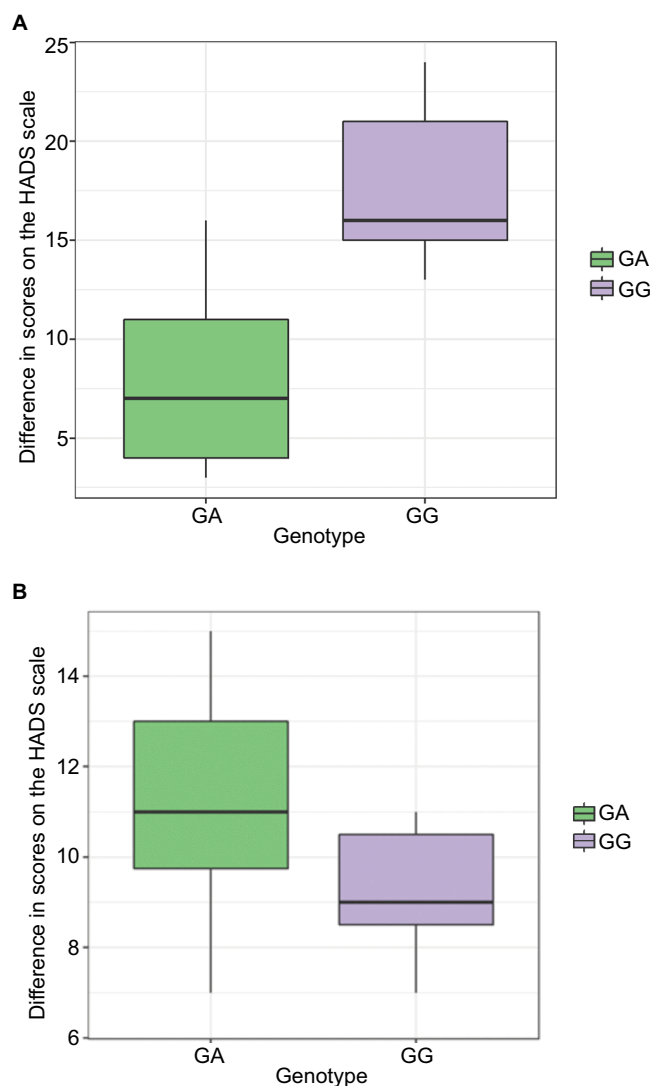 A
Difference in scores on the HADS scale
25
20
15
10
5
GA
GG
Genotype
GA
GG
B
Difference in scores on the HADS scale
14
12
10
8
6
GA
GG
Genotype
GA
GG